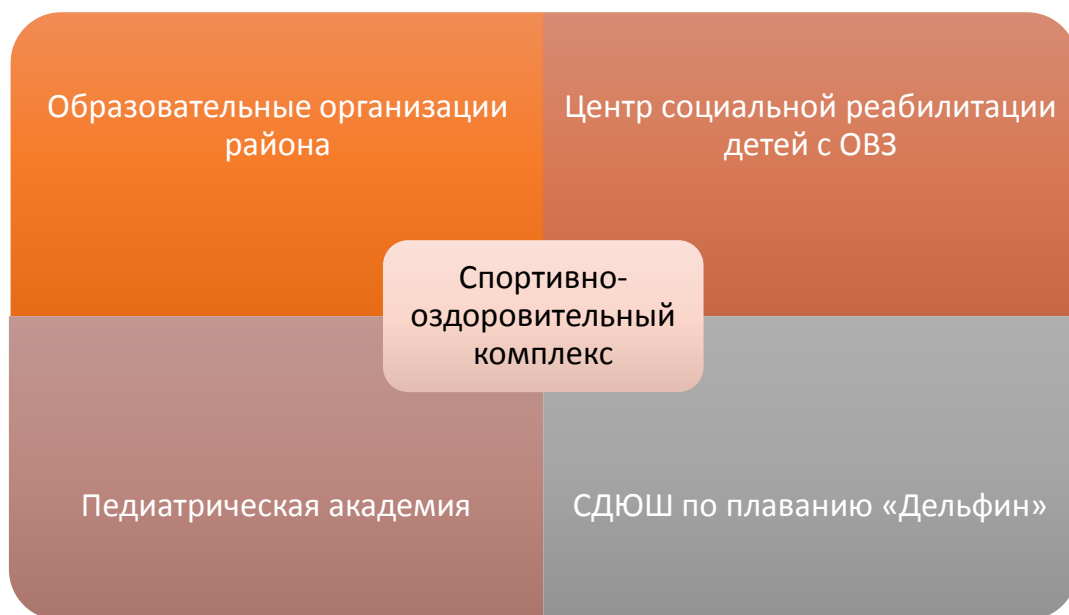 Образовательные организации
района
Центр социальной реабилитации
детей с ОВЗ
Спортивно-
оздоровительный
комплекс
Педиатрическая академия
СДЮШ по плаванию «Дельфин»